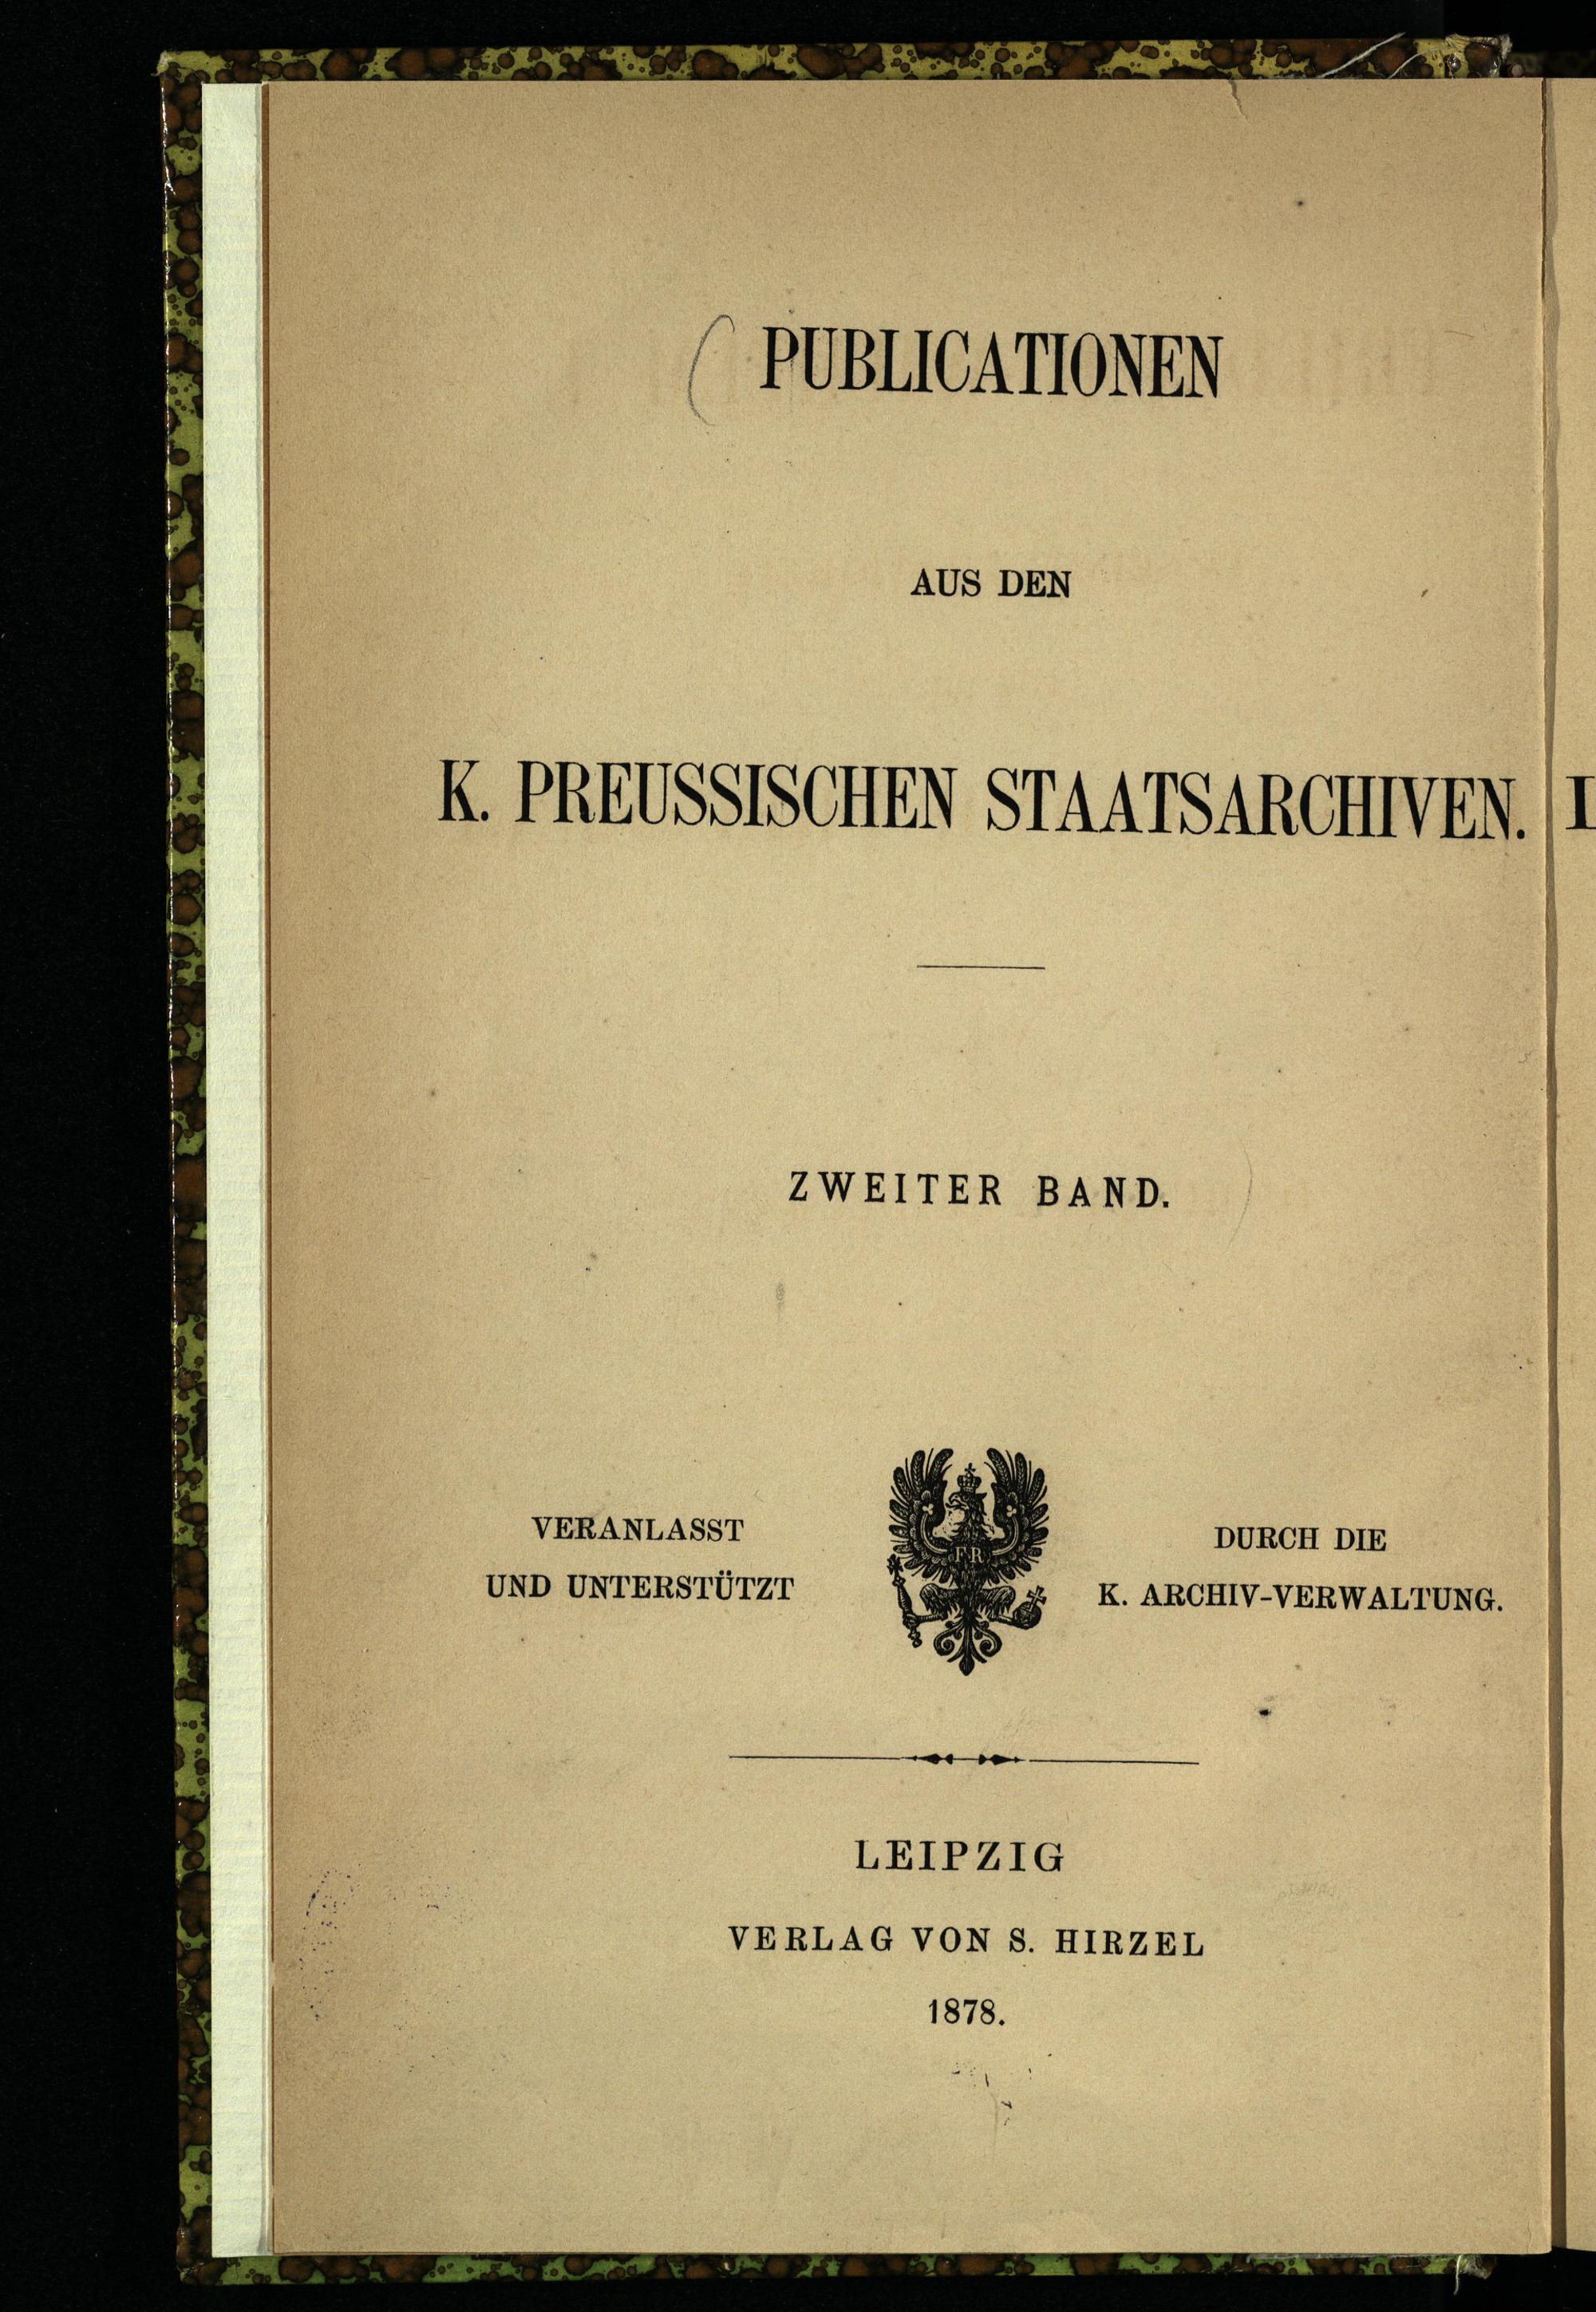 PUBLICATIONEN
AUS DEN
K. PREUSSISCHEN STAATSARCHIVEN.
ZWEITER BAND.
VERANLASST
UND UNTERSTÜTZT
FR
DURCH DIE
K. ARCHIV-VERWALTUNG.
LEIPZIG
VERLAG VON S. HIRZEL
1878.